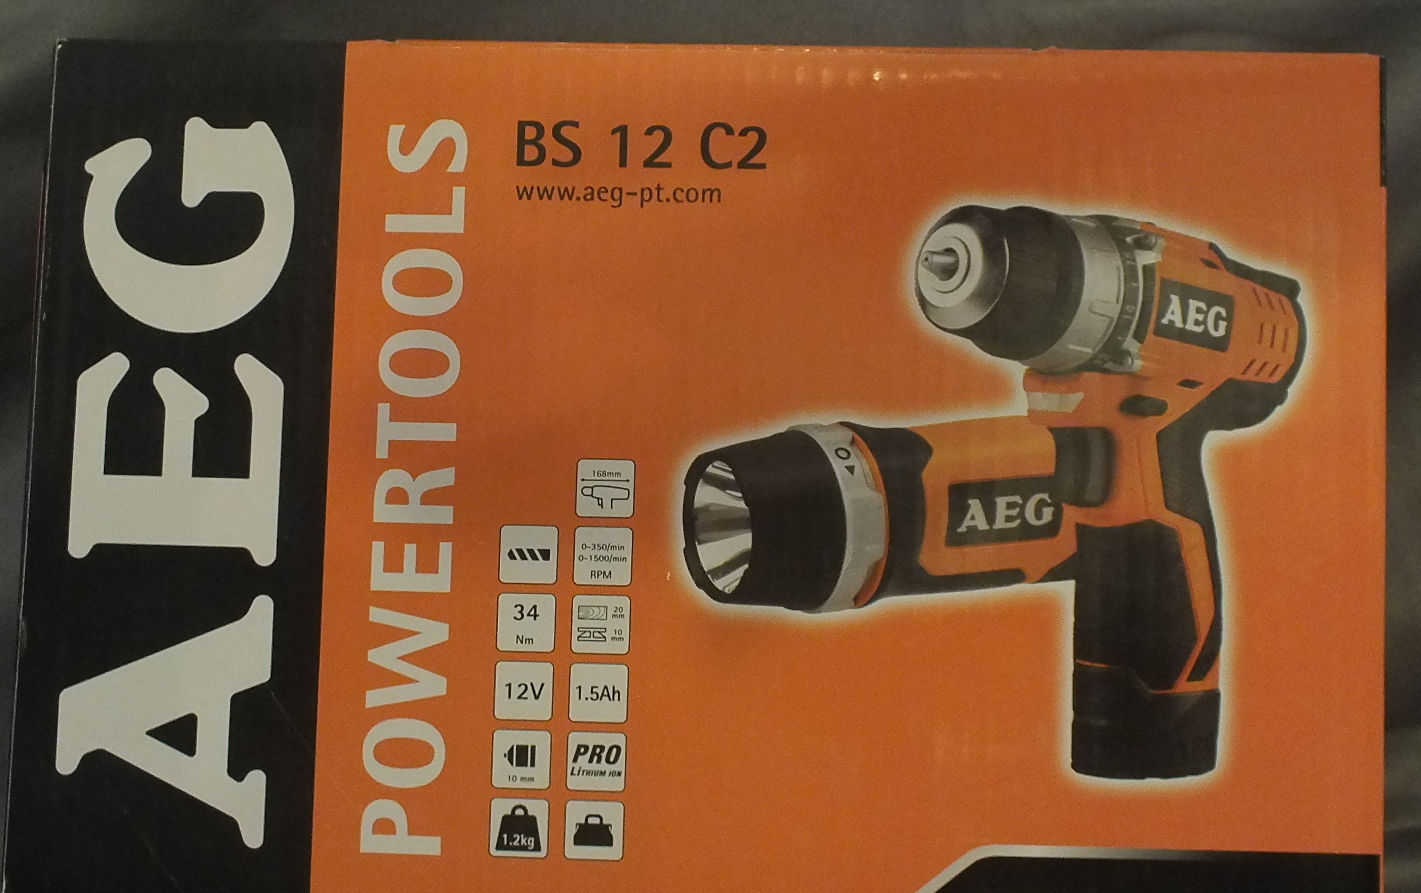 AEG
POWERTOOLS
BS 12 C2
www.aeg-pt.com
AEG
AEG
168mm
0-350/min
0-1500/min
RPM
34
Nm
20
mm
10
mm
12V
1.5Ah
10 mm
PRO
LITHIUM ION
1.2kg